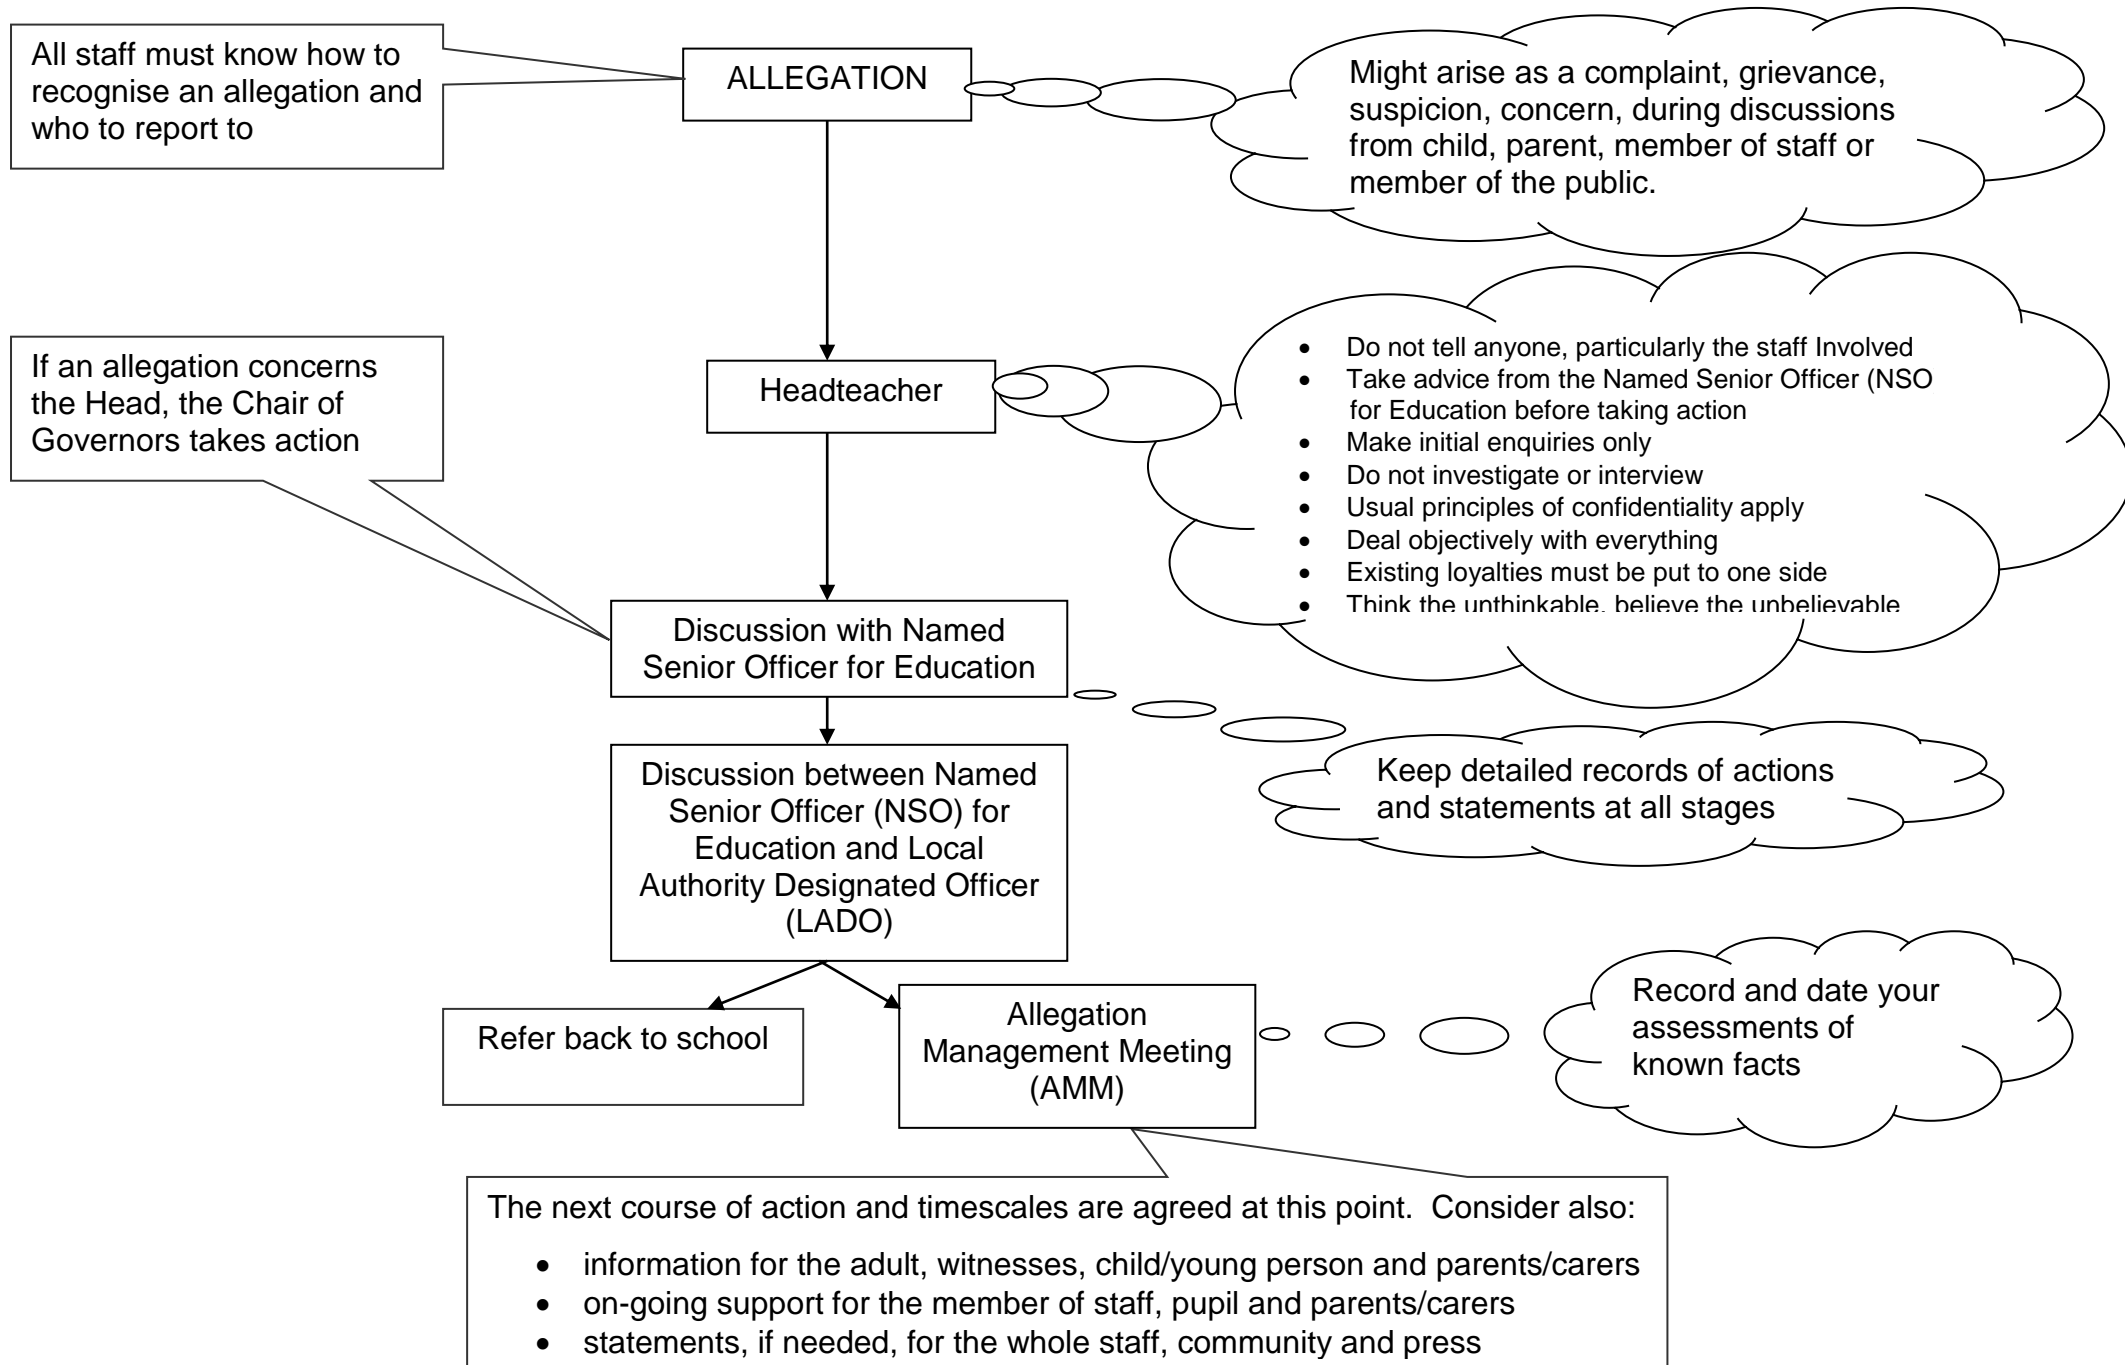 All staff must know how to
recognise an allegation and
who to report to
ALLEGATION
Might arise as a complaint, grievance,
suspicion, concern, during discussions
from child, parent, member of staff or
member of the public.
If an allegation concerns
the Head, the Chair of
Governors takes action
Headteacher
• Do not tell anyone, particularly the staff Involved
• Take advice from the Named Senior Officer (NSO
for Education before taking action
• Make initial enquiries only
• Do not investigate or interview
• Usual principles of confidentiality apply
• Deal objectively with everything
• Existing loyalties must be put to one side
• Think the unthinkable, believe the unbelievable
Discussion with Named
Senior Officer for Education
Discussion between Named
Senior Officer (NSO) for
Education and Local
Authority Designated Officer
(LADO)
Keep detailed records of actions
and statements at all stages
Refer back to school
Allegation
Management Meeting
(AMM)
Record and date your
assessments of
known facts
The next course of action and timescales are agreed at this point.  Consider also:
• information for the adult, witnesses, child/young person and parents/carers
• on-going support for the member of staff, pupil and parents/carers
• statements, if needed, for the whole staff, community and press